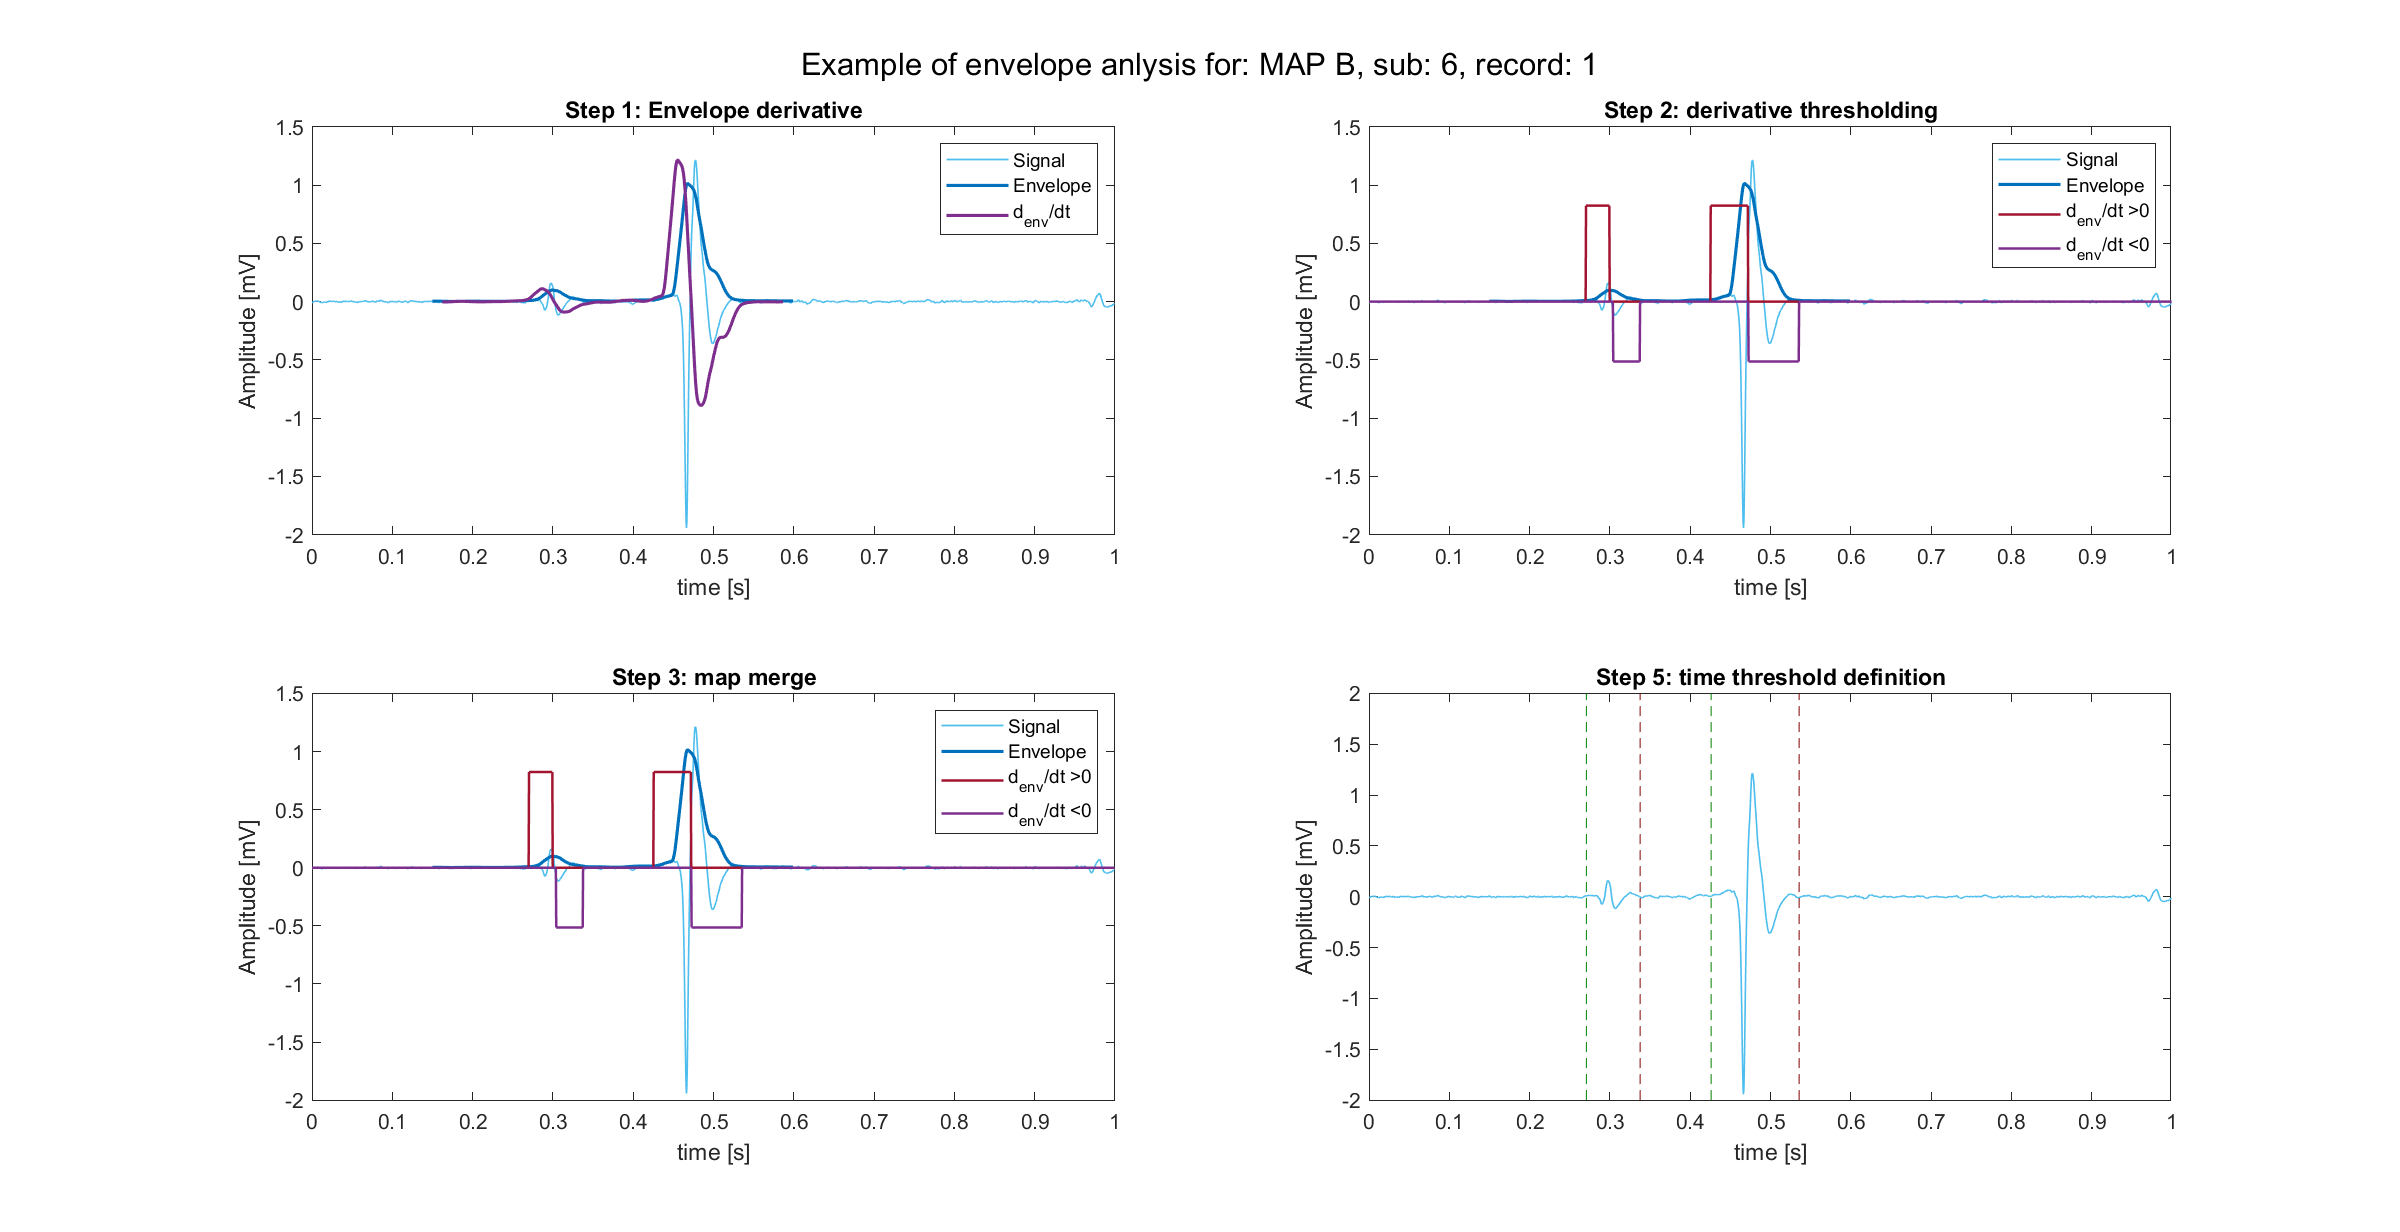 Example of envelope anlysis for: MAP B, sub: 6, record: 1
Step 1: Envelope derivative
1.5
1
0.5
0
-0.5
-1
-1.5
-2
Amplitude [mV]
0 0.1 0.2 0.3 0.4 0.5 0.6 0.7 0.8 0.9 1
time [s]
Signal
Envelope
denv/dt
Step 2: derivative thresholding
1.5
1
0.5
0
-0.5
-1
-1.5
-2
Amplitude [mV]
0 0.1 0.2 0.3 0.4 0.5 0.6 0.7 0.8 0.9 1
time [s]
Signal
Envelope
denv/dt >0
denv/dt <0
Step 3: map merge
1.5
1
0.5
0
-0.5
-1
-1.5
-2
Amplitude [mV]
0 0.1 0.2 0.3 0.4 0.5 0.6 0.7 0.8 0.9 1
time [s]
Signal
Envelope
denv/dt >0
denv/dt <0
Step 5: time threshold definition
2
1.5
1
0.5
0
-0.5
-1
-1.5
-2
Amplitude [mV]
0 0.1 0.2 0.3 0.4 0.5 0.6 0.7 0.8 0.9 1
time [s]